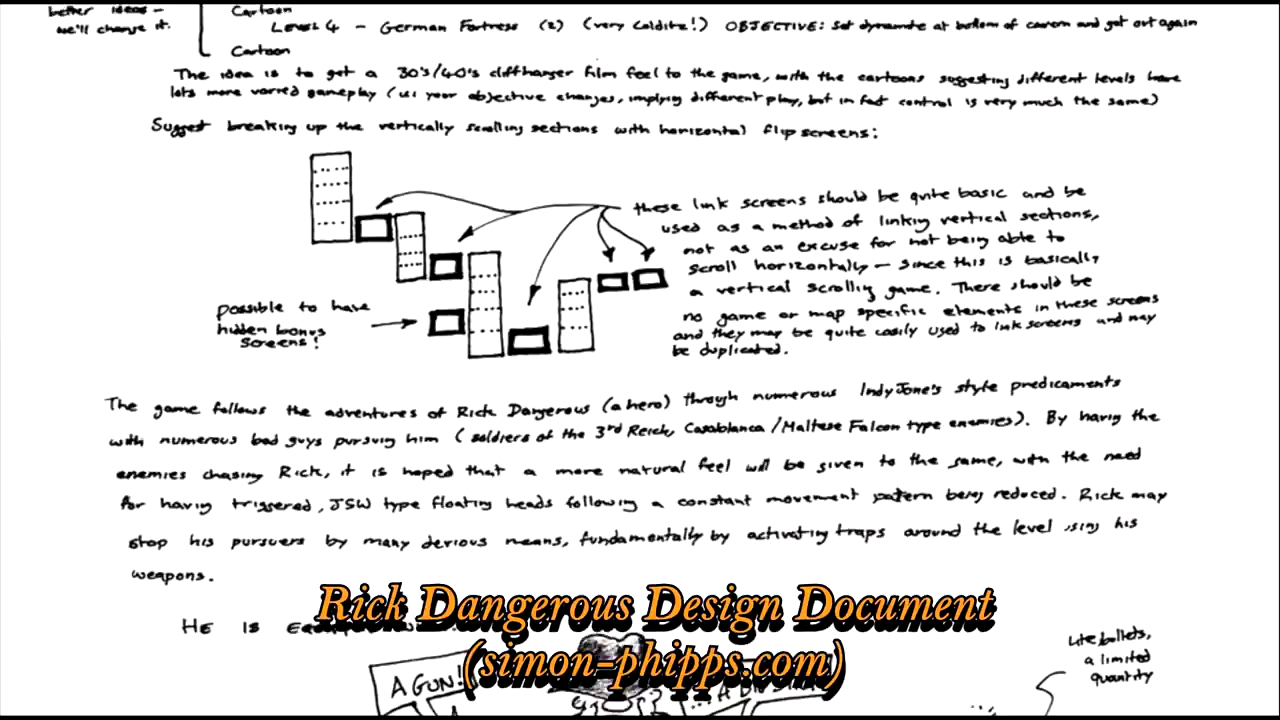 better ideas —
we'll change it.
Cartoon
LEVEL 4 — German Fortress (2) (very Colditz!) OBJECTIVE: Set dynamite at bottom of cavern and get out again
Cartoon
The idea is to get a 30's/40's cliffhanger film feel to the game, with the cartoons suggesting different levels have
lots more varied gameplay (ie: your objective changes, implying different play, but in fact control is very much the same)
Suggest breaking up the vertically scrolling sections with horizontal flip screens:
these link screens should be quite basic and be
used as a method of linking vertical sections,
not as an excuse for not being able to
scroll horizontally — since this is basically
a vertical scrolling game. There should be
no game or map specific elements in these screens
and they may be quite easily used to link screens and may
be duplicated.
possible to have
hidden bonus
screens!
The game follows the adventures of Rick Dangerous (a hero) through numerous Indy Jones style predicaments
with numerous bad guys pursuing him (soldiers of the 3rd Reich, Casablanca/Maltese Falcon type enemies). By having the
enemies chasing Rick, it is hoped that a more natural feel will be given to the game, with the need
for having triggered, JSW type floating heads following a constant movement pattern being reduced. Rick may
stop his pursuers by many devious means, fundamentally by activating traps around the level using his
weapons.
HE IS
Rick Dangerous Design Document
(simon-phipps.com)
A GUN!
...A
Lite bullets,
a limited
quantity